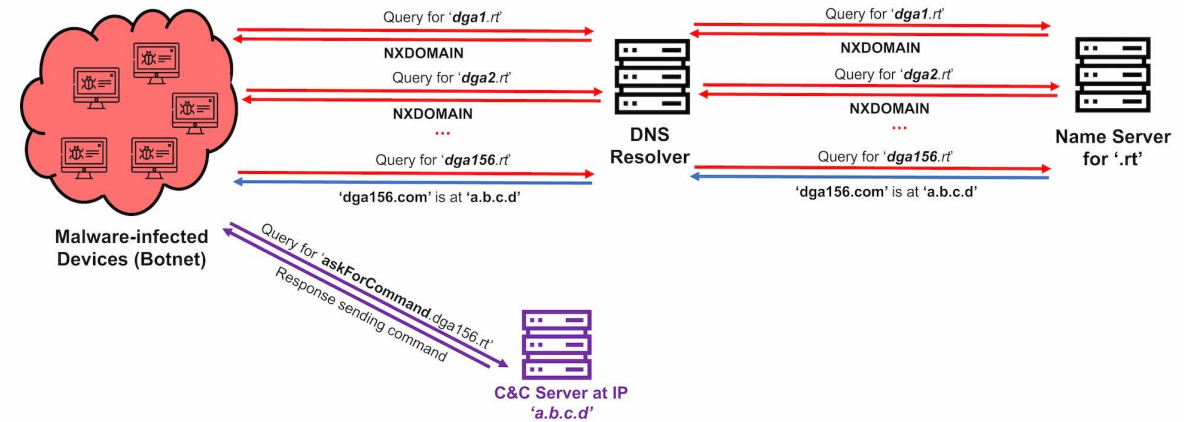 Query for ‘dga1.rt’
NXDOMAIN
Query for ‘dga2.rt’
NXDOMAIN
...
Query for ‘dga156.rt’
‘dga156.com’ is at ‘a.b.c.d’
Query for ‘dga1.rt’
NXDOMAIN
Query for ‘dga2.rt’
NXDOMAIN
...
Query for ‘dga156.rt’
‘dga156.com’ is at ‘a.b.c.d’
DNS
Resolver
Name Server
for ‘.rt’
Malware-infected
Devices (Botnet)
Query for ‘askForCommand.dga156.rt’
Response sending command
C&C Server at IP
‘a.b.c.d’